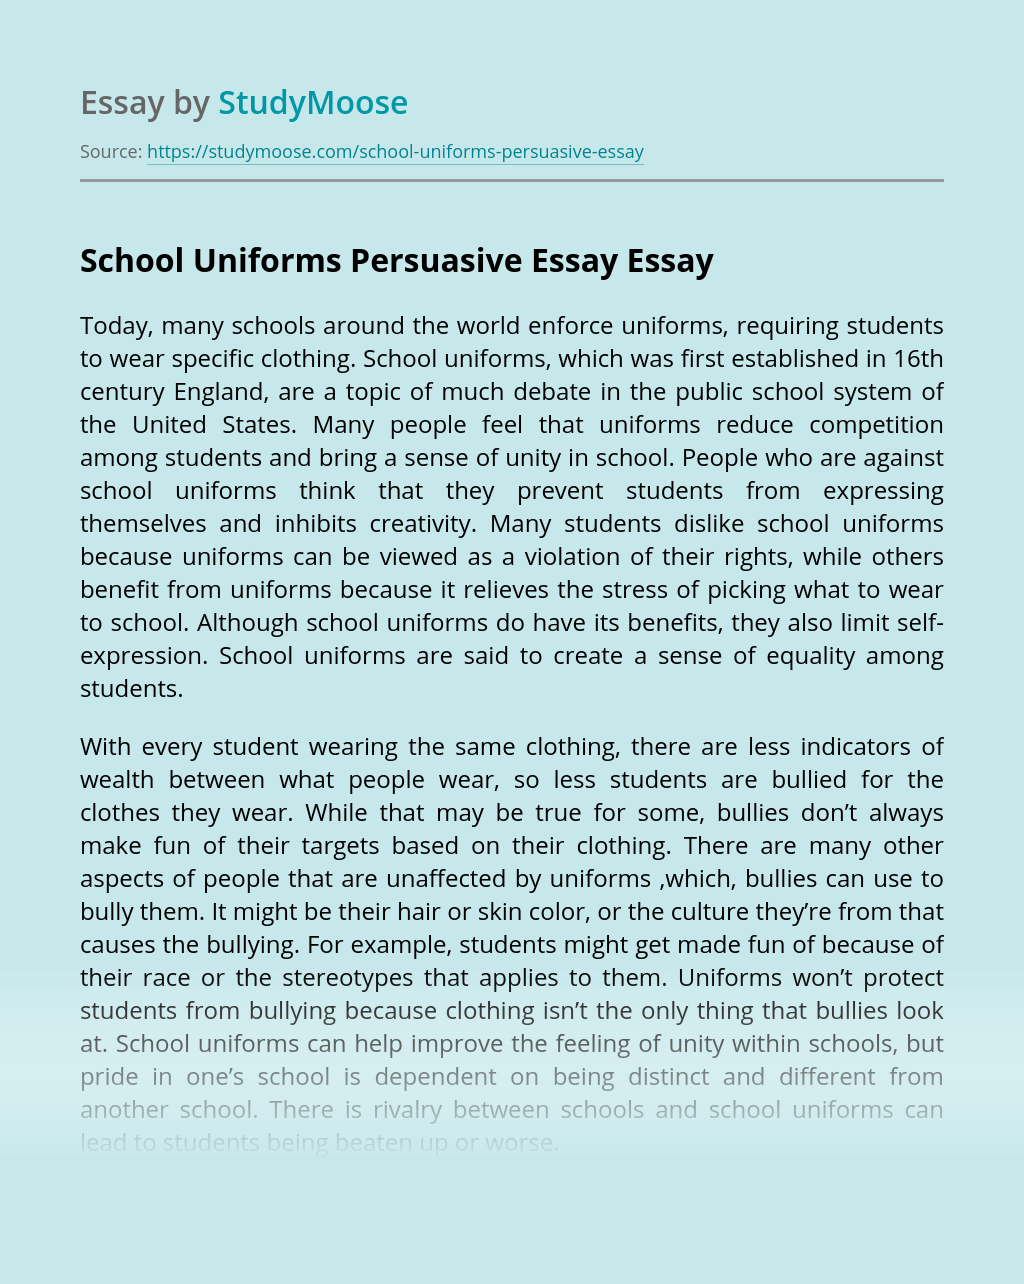 Essay by StudyMoose
Source: https://studymoose.com/school-uniforms-persuasive-essay
School Uniforms Persuasive Essay Essay
Today, many schools around the world enforce uniforms, requiring students
to wear specific clothing. School uniforms, which was first established in 16th
century England, are a topic of much debate in the public school system of
the United States. Many people feel that uniforms reduce competition
among students and bring a sense of unity in school. People who are against
school uniforms think that they prevent students from expressing
themselves and inhibits creativity. Many students dislike school uniforms
because uniforms can be viewed as a violation of their rights, while others
benefit from uniforms because it relieves the stress of picking what to wear
to school. Although school uniforms do have its benefits, they also limit self-
expression. School uniforms are said to create a sense of equality among
students.
With every student wearing the same clothing, there are less indicators of
wealth between what people wear, so less students are bullied for the
clothes they wear. While that may be true for some, bullies don’t always
make fun of their targets based on their clothing. There are many other
aspects of people that are unaffected by uniforms ,which, bullies can use to
bully them. It might be their hair or skin color, or the culture they’re from that
causes the bullying. For example, students might get made fun of because of
their race or the stereotypes that applies to them. Uniforms won’t protect
students from bullying because clothing isn’t the only thing that bullies look
at. School uniforms can help improve the feeling of unity within schools, but
pride in one’s school is dependent on being distinct and different from
another school. There is rivalry between schools and school uniforms can
lead to students being beaten up or worse.